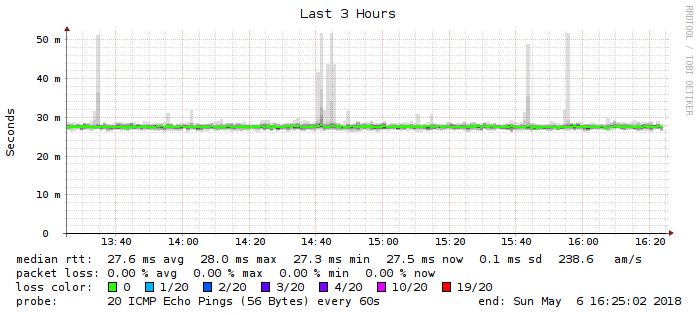 Last 3 Hours
RRDTOOL / TOBI OETIKER
Seconds
50 m
40 m
30 m
20 m
10 m
0
13:40 14:00 14:20 14:40 15:00 15:20 15:40 16:00 16:20
median rtt: 27.6 ms avg 28.0 ms max 27.3 ms min 27.5 ms now 0.1 ms sd 238.6 am/s
packet loss: 0.00 % avg 0.00 % max 0.00 % min 0.00 % now
loss color: 0 1/20 2/20 3/20 4/20 10/20 19/20
probe: 20 ICMP Echo Pings (56 Bytes) every 60s end: Sun May 6 16:25:02 2018